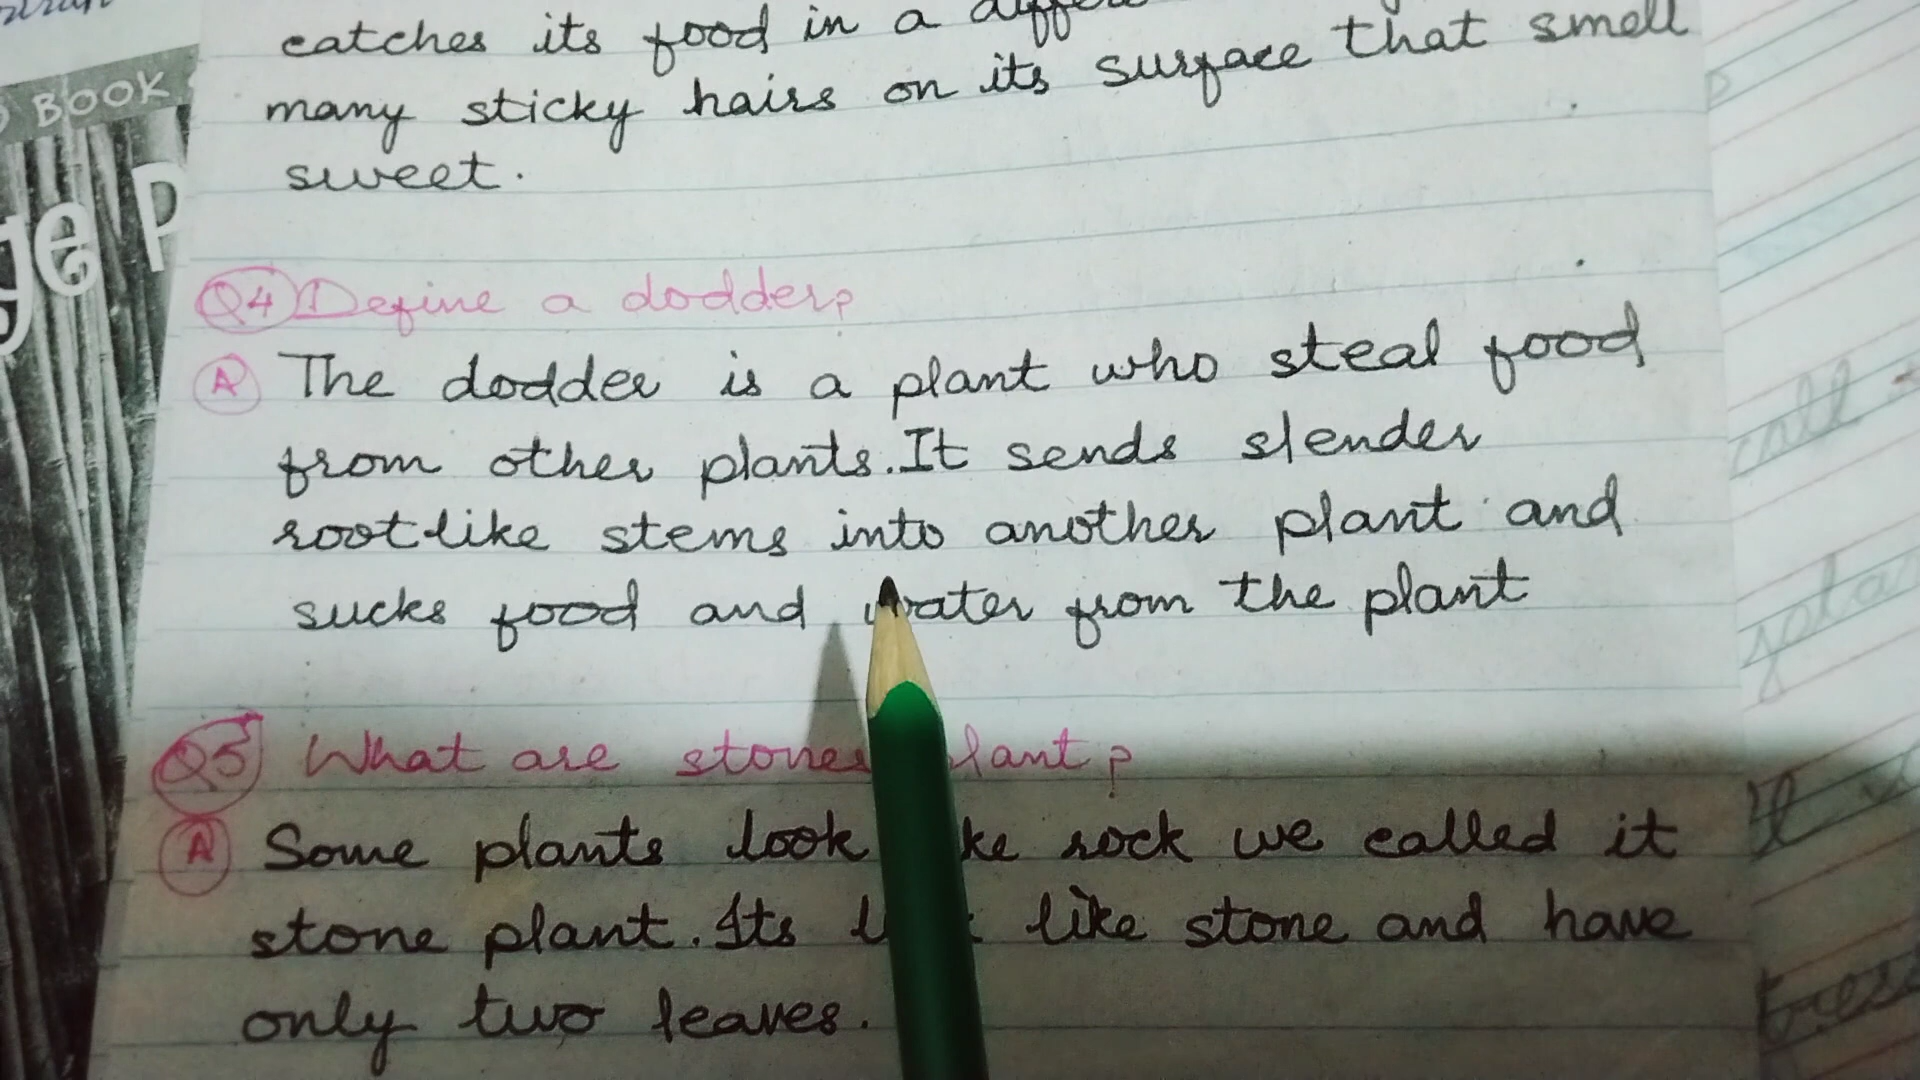 BOOK
catches its food in a
many sticky hairs on its surface that smell
sweet.
Q4) Define a dodder?
A The dodder is a plant who steal food
from other plants. It sends slender
rootlike stems into another plant and
sucks food and water from the plant
Q5 What are stones plant?
A Some plants look like rock we called it
stone plant. Its like stone and have
only two leaves.
call